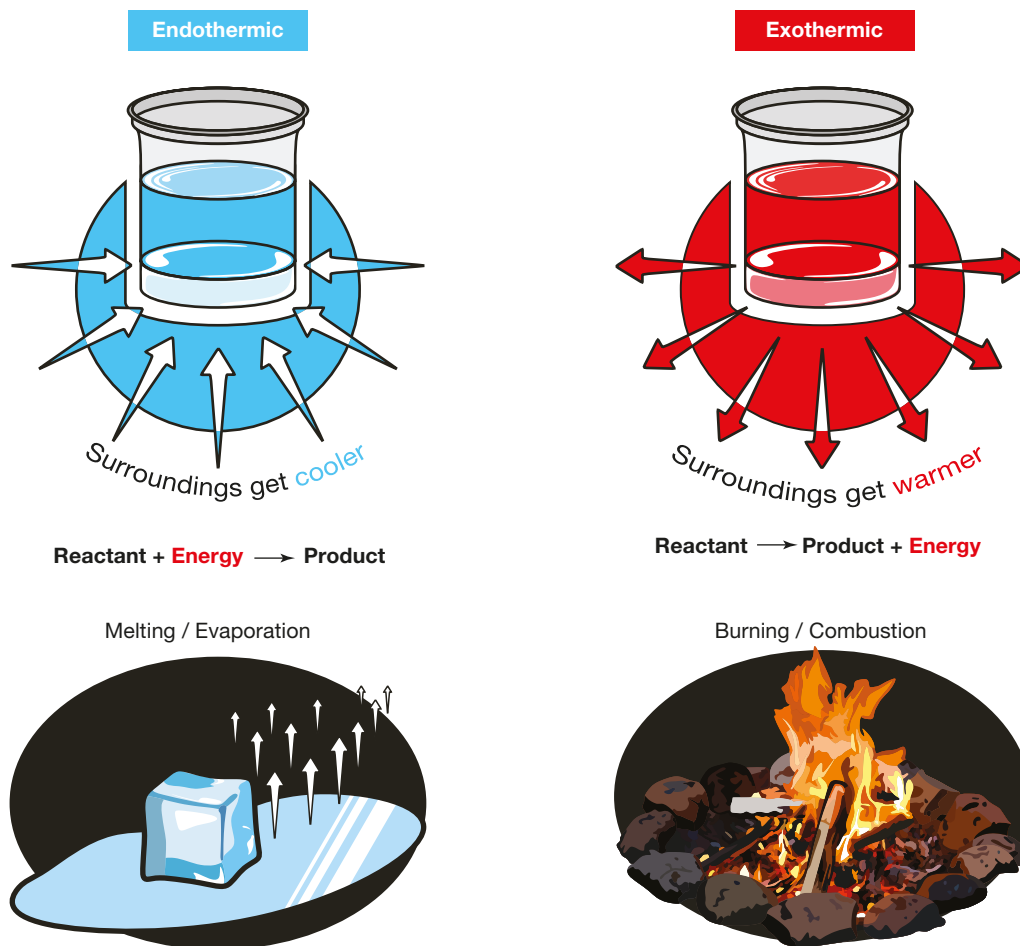 Endothermic
Surroundings get cooler
Reactant + Energy → Product
Melting / Evaporation
Exothermic
Surroundings get warmer
Reactant → Product + Energy
Burning / Combustion